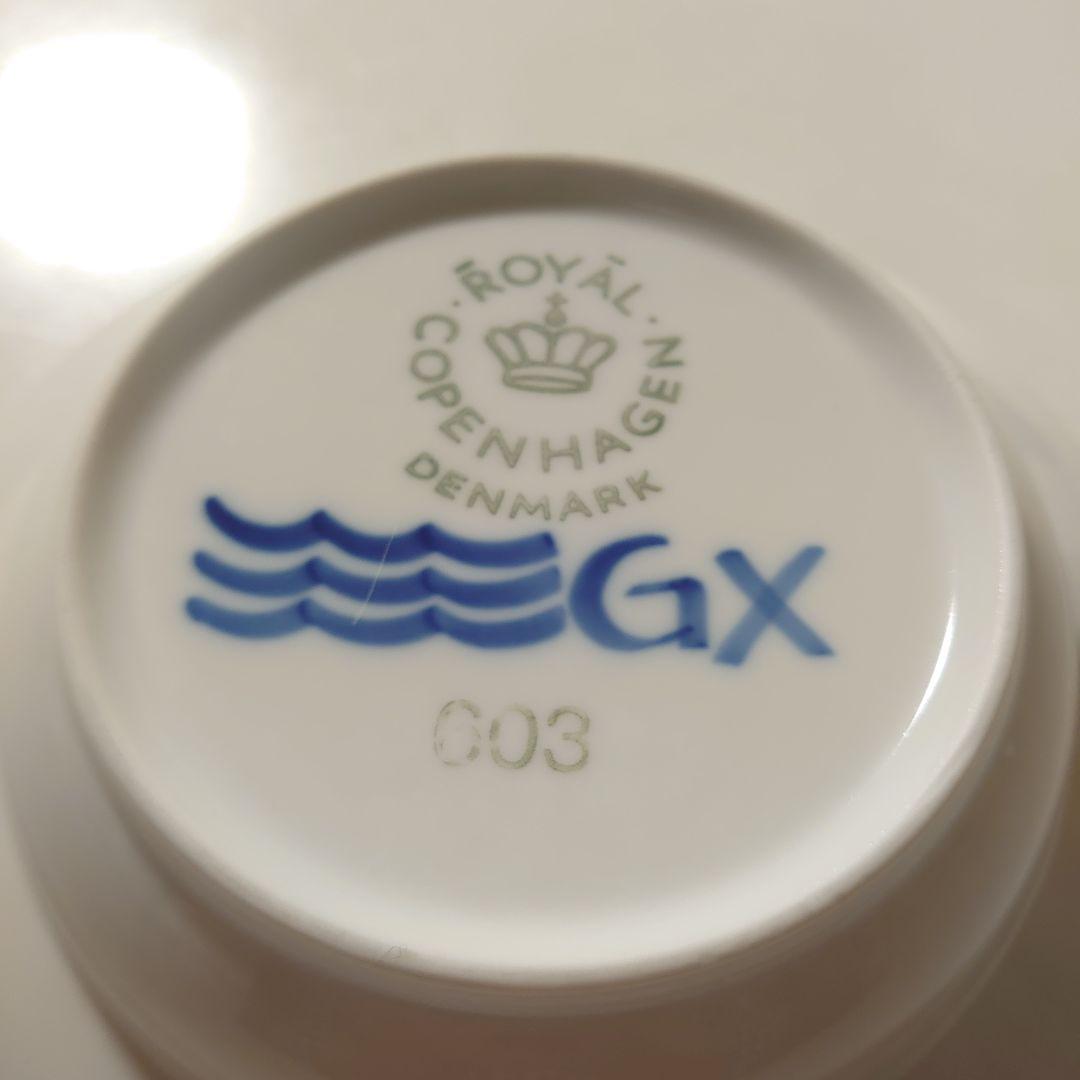 ROYAL
COPENHAGEN
DENMARK
GX
603